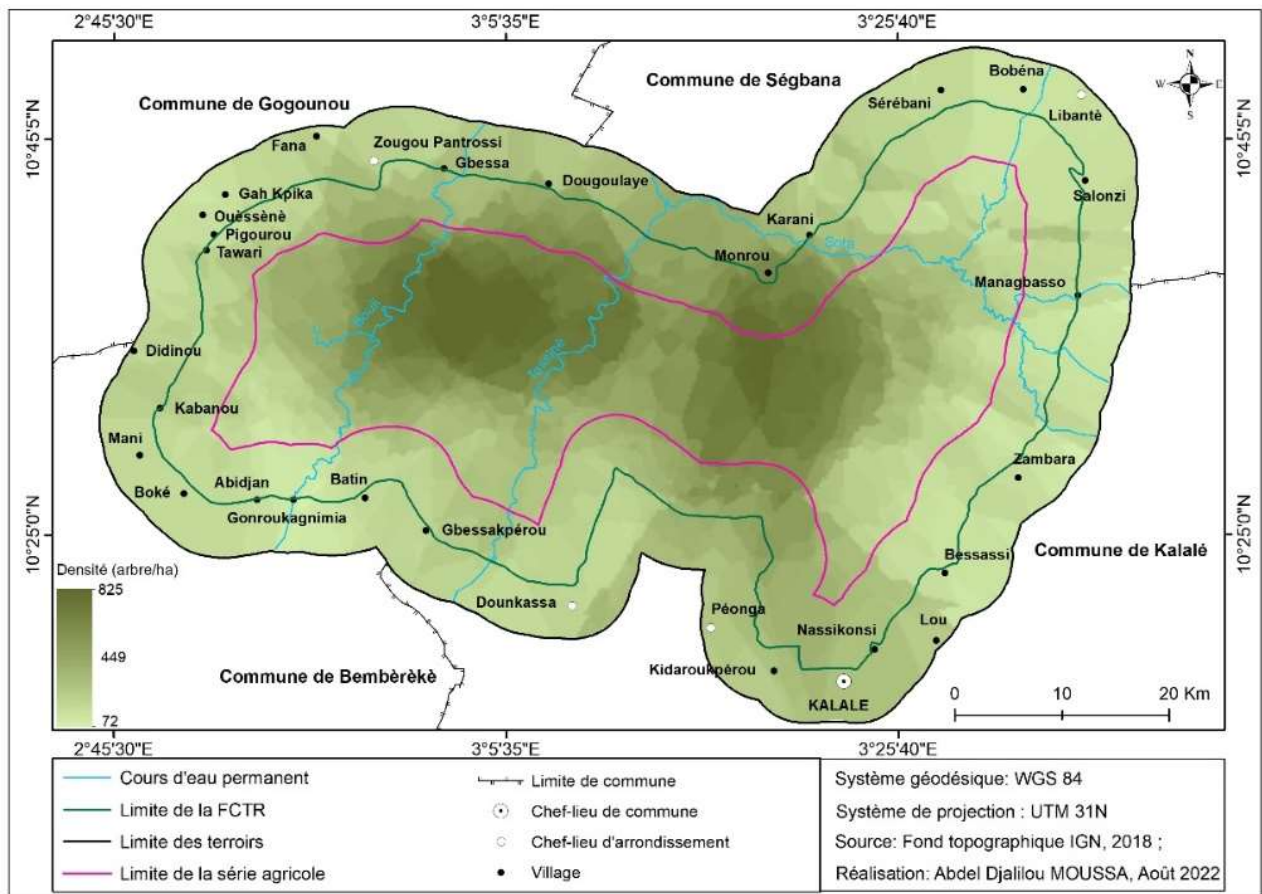 2°45'30"E 3°5'35"E 3°25'40"E
N
W E
S
10°45'5"N
10°45'5"N
10°25'0"N
10°25'0"N
Commune de Ségbana
Commune de Gogounou
Bobéna
Sérébani
Libantè
Fana
Zougou Pantrossi
Gbessa
Dougoulaye
Salonzi
Gah Kpika
Ouèssènè
Pigourou
Tawari
Karani
Sota
Monrou
Managbasso
Bouli
Tassiné
Didinou
Kabanou
Mani
Boké
Abidjan
Batin
Gonroukagnimia
Gbessakpérou
Zambara
Bessassi
Commune de Kalalé
Densité (arbre/ha)
825
449
72
Dounkassa
Péonga
Nassikonsi
Lou
Kidaroukpérou
KALALE
Commune de Bembèrèkè
0 10 20 Km
2°45'30"E 3°5'35"E 3°25'40"E
Cours d'eau permanent
Limite de la FCTR
Limite des terroirs
Limite de la série agricole
Limite de commune
Chef-lieu de commune
Chef-lieu d'arrondissement
Village
Système géodésique: WGS 84
Système de projection : UTM 31N
Source: Fond topographique IGN, 2018 ;
Réalisation: Abdel Djalilou MOUSSA, Août 2022